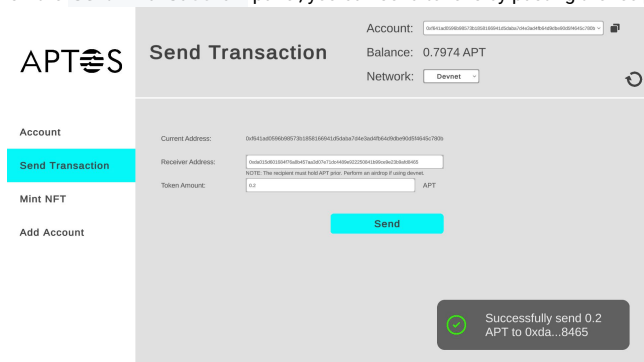 Account:
Balance: 0.7974 APT
Network: Devnet
APTOS
Send Transaction
Account
Send Transaction
Mint NFT
Add Account
Current Address:
Receiver Address:
NOTE: The recipient must hold APT prior. Perform an airdrop if using devnet.
Token Amount: 0.2 APT
Send
Successfully send 0.2
APT to 0xda...8465